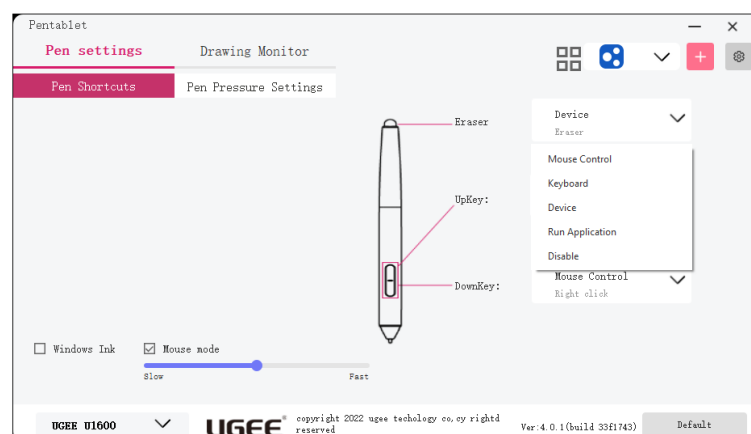 Pentablet
Pen settings
Drawing Monitor
Pen Shortcuts
Pen Pressure Settings
Eraser
Device
Eraser
Mouse Control
Keyboard
Device
Run Application
Disable
UpKey:
DownKey:
Mouse Control
Right click
Windows Ink
Mouse mode
Slow
Fast
UGEE U1600
UGEE®
copyright 2022 ugee techology co,cy rightd
reserved
Ver:4.0.1(build 33f1743)
Default